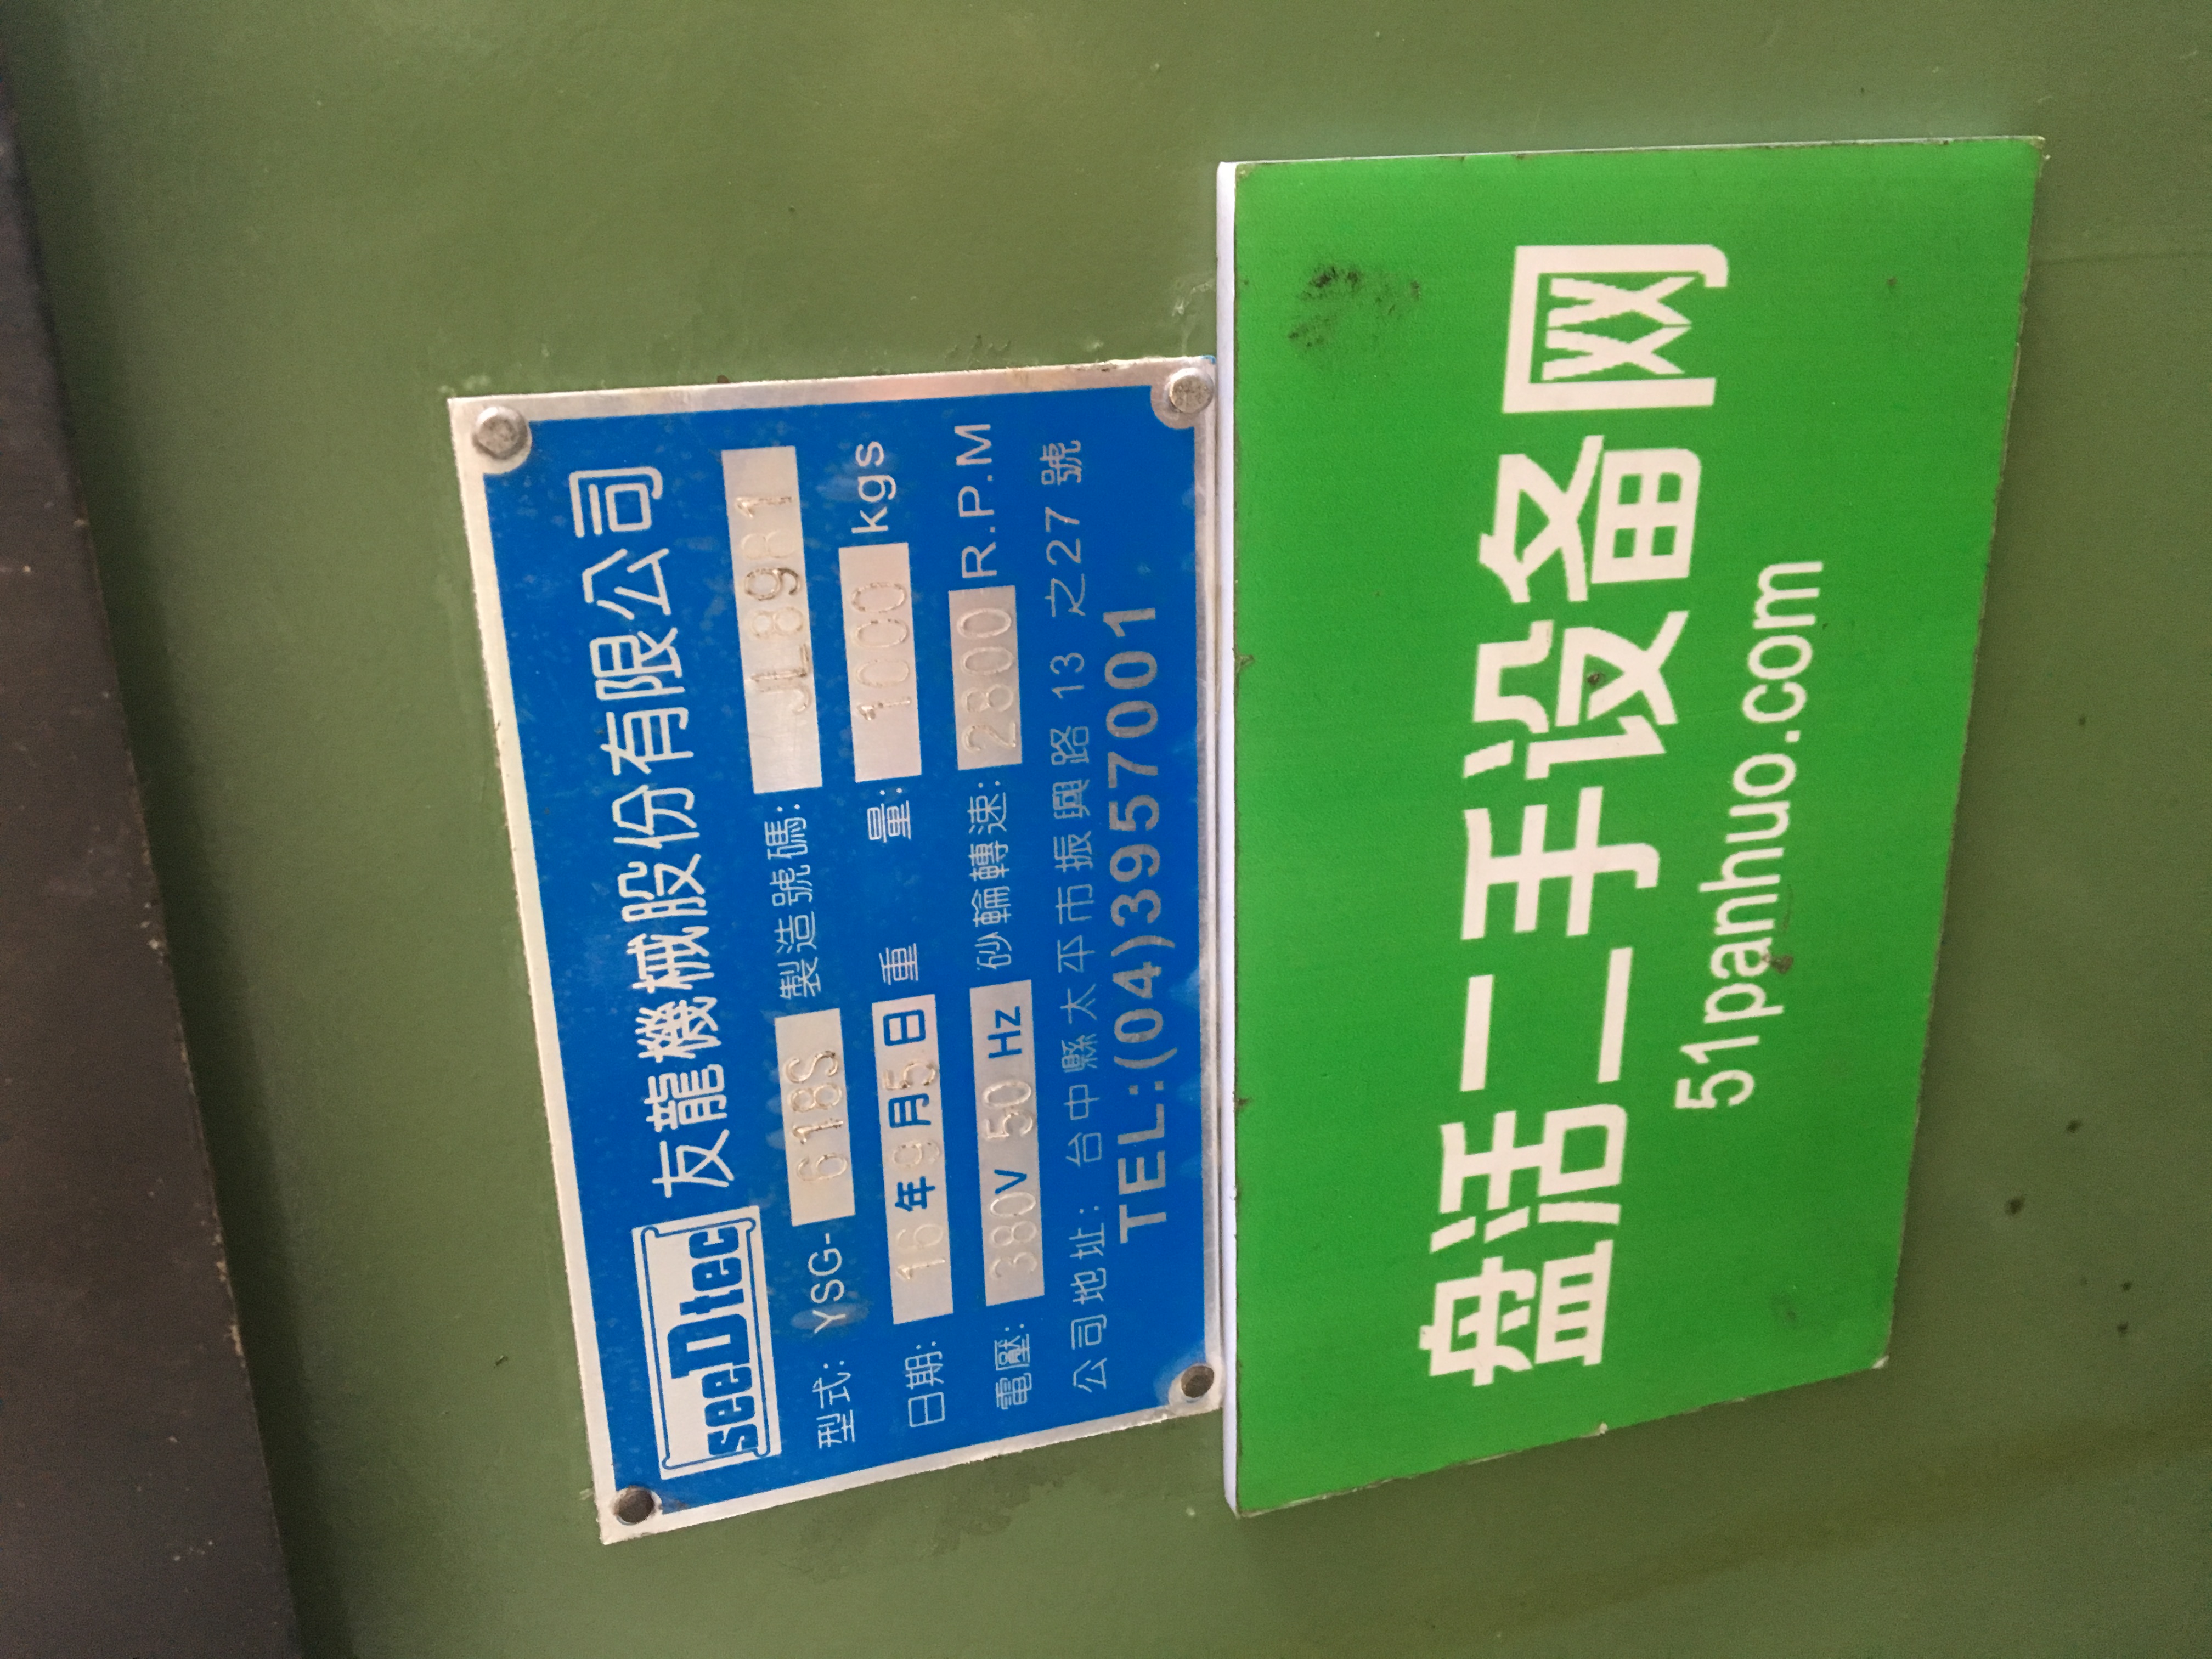 seeDtec 友龍機械股份有限公司
型式: YSG- 618S 製造號碼: JL8981
日期: 16年9月5日 重量: 1000 kgs
電壓: 380V 50 Hz 砂輪轉速: 2800 R.P.M
公司地址: 台中縣太平市振興路13之27號
TEL:(04)3957001
盘活二手设备网
51panhuo.com